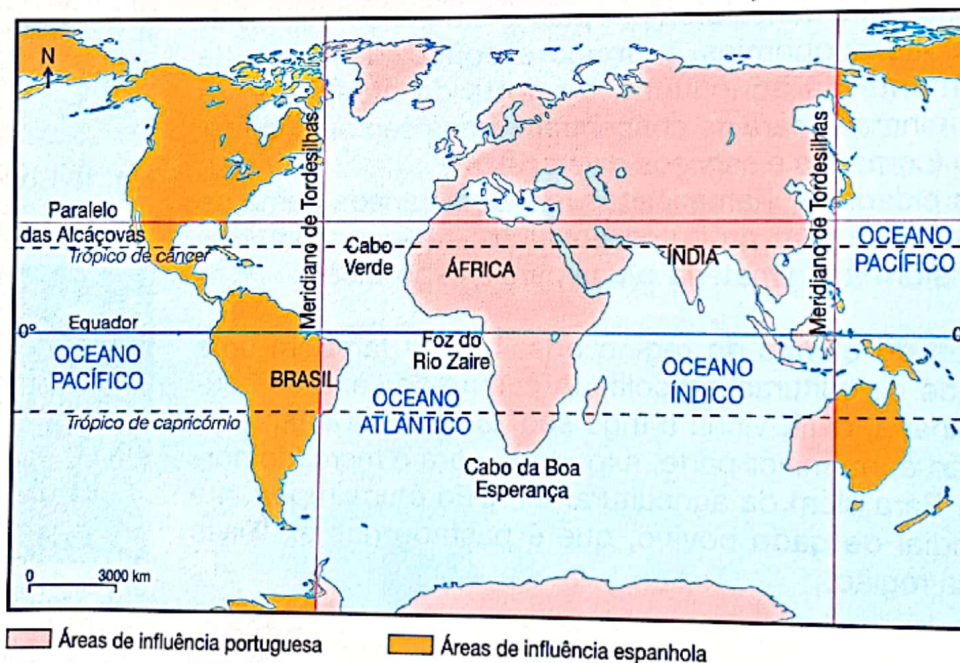 N
Paralelo
das Alcáçovas
Trópico de câncer
Meridiano de Tordesilhas
Cabo
Verde
ÁFRICA
ÍNDIA
Meridiano de Tordesilhas
OCEANO
PACÍFICO
0º
Equador
Foz do
Rio Zaire
OCEANO
PACÍFICO
BRASIL
OCEANO
ATLÂNTICO
OCEANO
ÍNDICO
Trópico de capricórnio
Cabo da Boa
Esperança
0 3000 km
Áreas de influência portuguesa
Áreas de influência espanhola